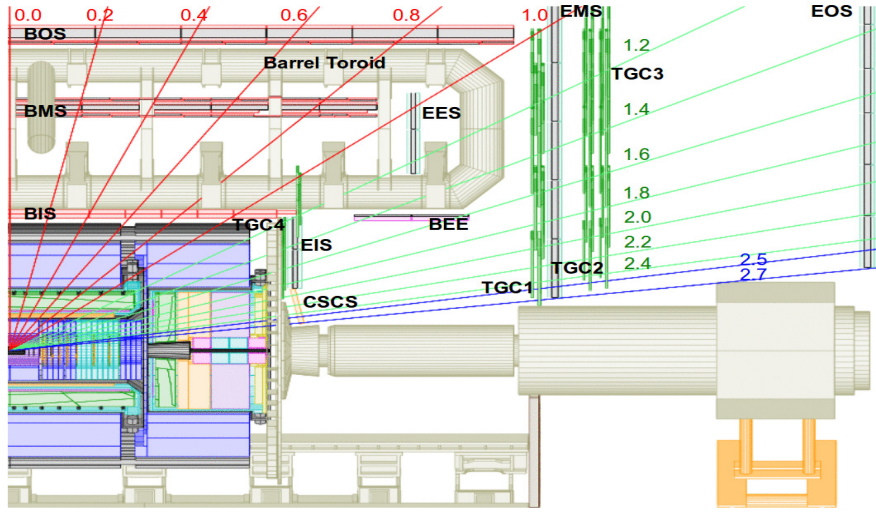 0.0 0.2 0.4 0.6 0.8 1.0 EMS EOS
BOS
1.2
Barrel Toroid
TGC3
BMS
EES
1.4
1.6
1.8
BIS
TGC4
BEE
2.0
EIS
2.2
2.4
2.5
TGC2
2.7
TGC1
CSCS